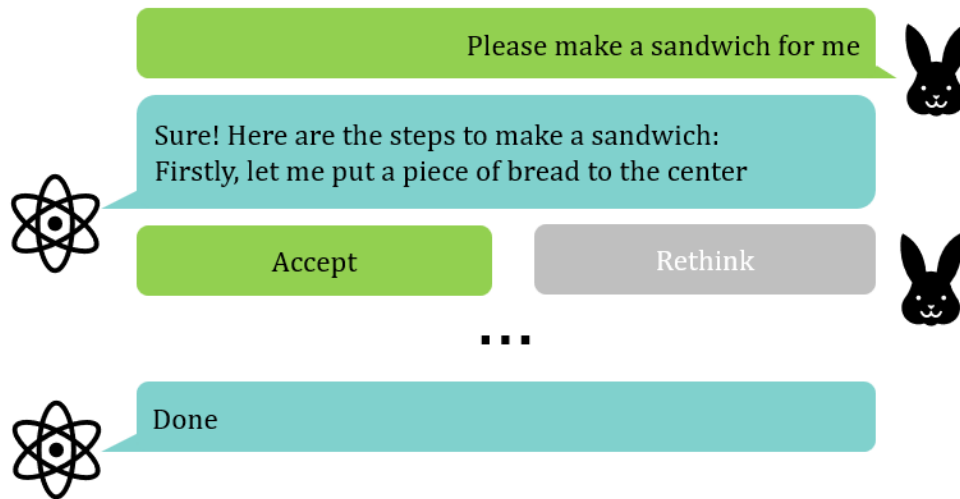 Please make a sandwich for me
Sure! Here are the steps to make a sandwich:
Firstly, let me put a piece of bread to the center
Accept
Rethink
...
Done